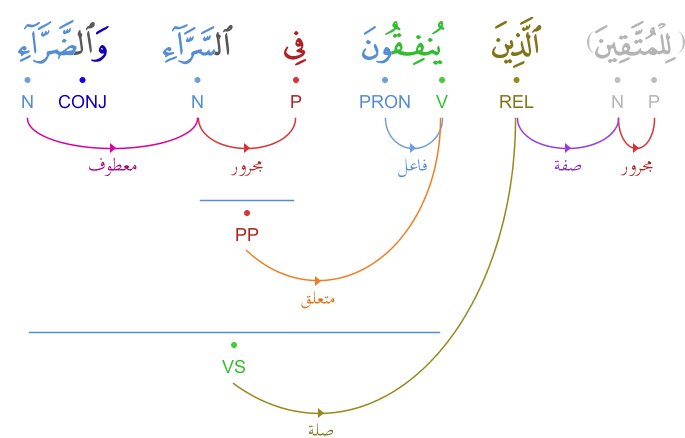 (لِلْمُتَّقِينَ) ٱلَّذِينَ يُنفِقُونَ فِى ٱلسَّرَّآءِ وَٱلضَّرَّآءِ
P N REL V PRON P N CONJ N
مجرور صفة فاعل مجرور معطوف
PP
متعلق
VS
صلة